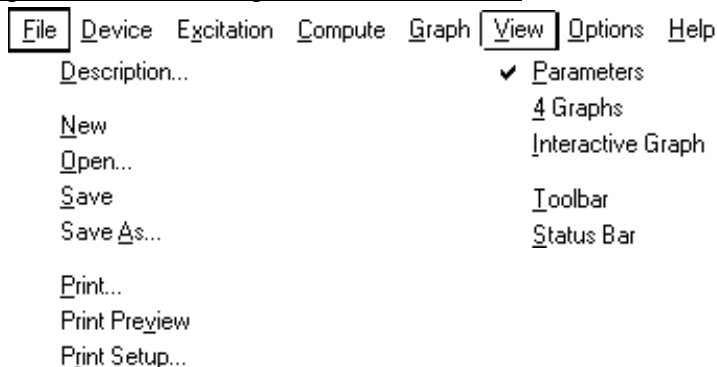 File Device Excitation Compute Graph View Options Help
Description...
New
Open...
Save
Save As...
Print...
Print Preview
Print Setup...
Parameters
4 Graphs
Interactive Graph
Toolbar
Status Bar